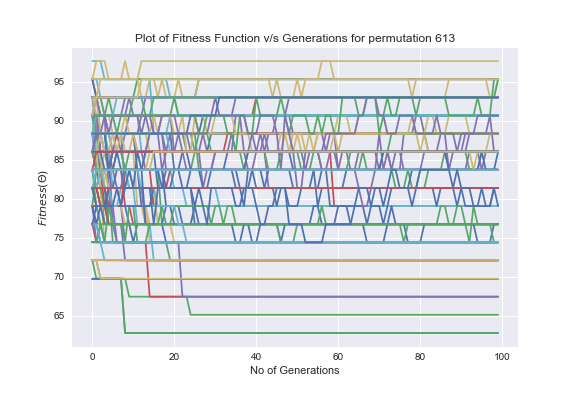 Plot of Fitness Function v/s Generations for permutation 613
95
90
85
80
75
70
65
Fitness(Θ)
0 20 40 60 80 100
No of Generations